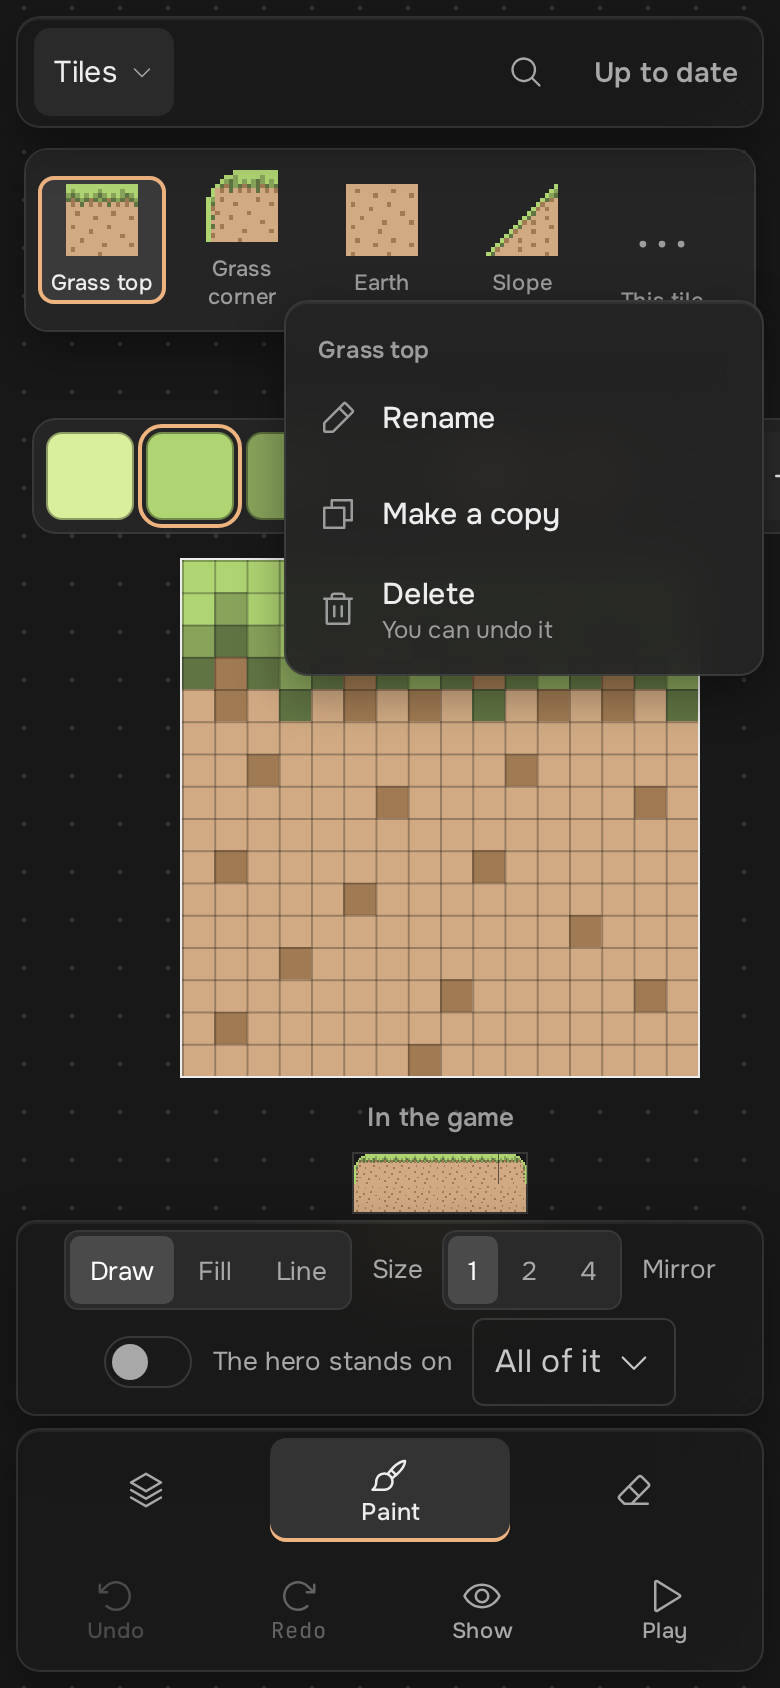 Tiles
Up to date
Grass top
Grass
corner
Earth
Slope
This tile
Grass top
Rename
Make a copy
Delete
You can undo it
In the game
Draw
Fill
Line
Size
1
2
4
Mirror
The hero stands on
All of it
Paint
Undo
Redo
Show
Play